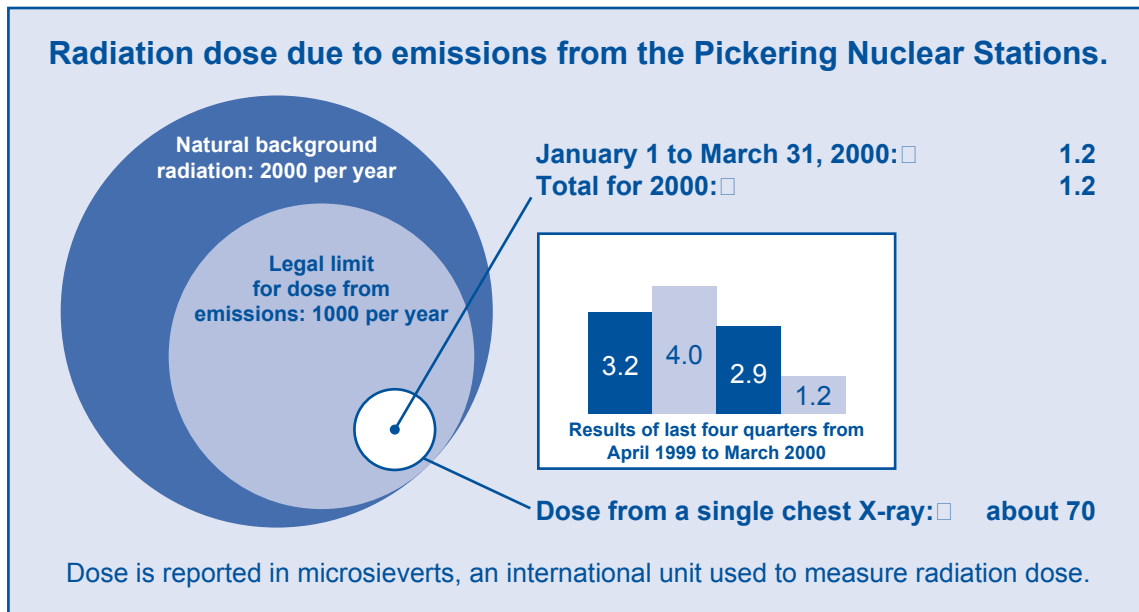 Radiation dose due to emissions from the Pickering Nuclear Stations.
Natural background
radiation: 2000 per year
Legal limit
for dose from
emissions: 1000 per year
January 1 to March 31, 2000:□ 1.2
Total for 2000:□ 1.2
3.2 4.0 2.9 1.2
Results of last four quarters from
April 1999 to March 2000
Dose from a single chest X-ray:□ about 70
Dose is reported in microsieverts, an international unit used to measure radiation dose.